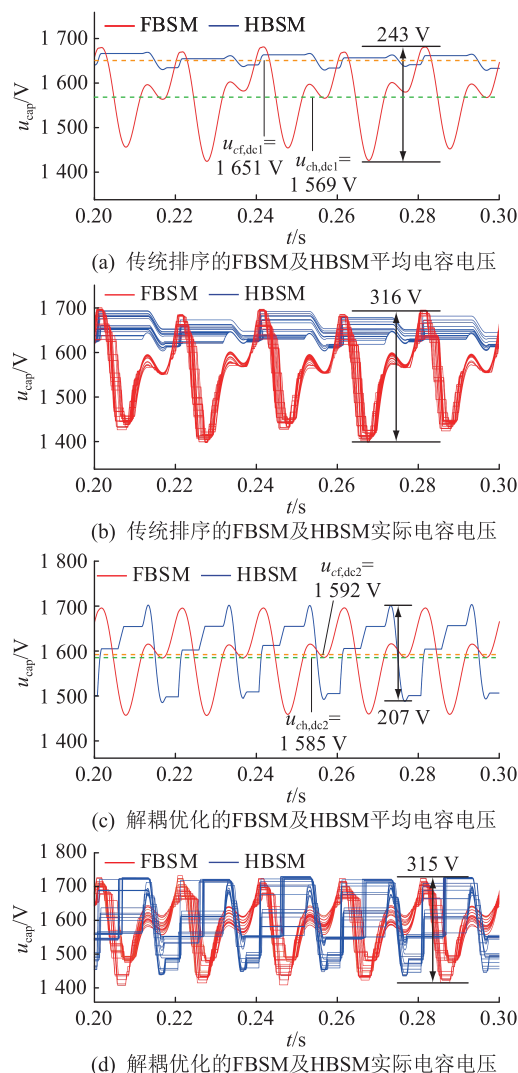 FBSM HBSM
243 V
1 700
1 600
1 500
1 400
ucap/V
ucf,dc1=
1 651 V
uch,dc1=
1 569 V
0.20 0.22 0.24 0.26 0.28 0.30
t/s
(a) 传统排序的FBSM及HBSM平均电容电压
FBSM HBSM
316 V
1 700
1 600
1 500
1 400
ucap/V
0.20 0.22 0.24 0.26 0.28 0.30
t/s
(b) 传统排序的FBSM及HBSM实际电容电压
1 800
FBSM HBSM
ucf,dc2=
1 592 V
1 700
1 600
1 500
1 400
ucap/V
uch,dc2=
1 585 V
207 V
0.20 0.22 0.24 0.26 0.28 0.30
t/s
(c) 解耦优化的FBSM及HBSM平均电容电压
1 800
FBSM HBSM
315 V
1 700
1 600
1 500
1 400
ucap/V
0.20 0.22 0.24 0.26 0.28 0.30
t/s
(d) 解耦优化的FBSM及HBSM实际电容电压